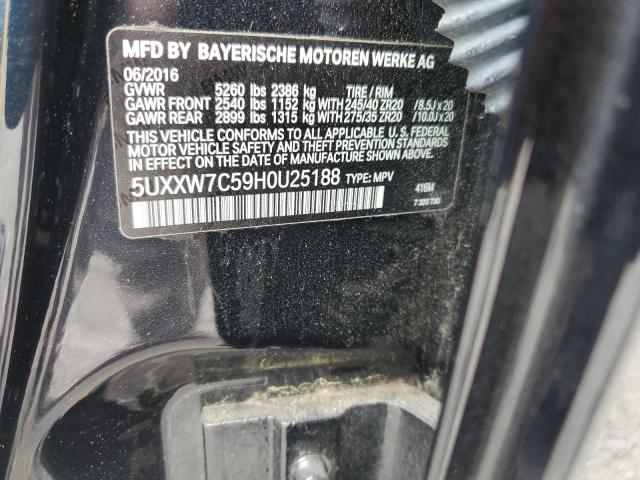 MFD BY BAYERISCHE MOTOREN WERKE AG
06/2016
GVWR 5260 lbs 2386 kg TIRE / RIM
GAWR FRONT 2540 lbs 1152 kg WITH 245/40 ZR20 /8.5J x 20
GAWR REAR 2899 lbs 1315 kg WITH 275/35 ZR20 /10.0J x 20
THIS VEHICLE CONFORMS TO ALL APPLICABLE U. S. FEDERAL
MOTOR VEHICLE SAFETY AND THEFT PREVENTION STANDARDS
IN EFFECT ON THE DATE OF MANUFACTURE SHOWN ABOVE.
5UXXW7C59H0U25188 TYPE: MPV
416M
7 320 730